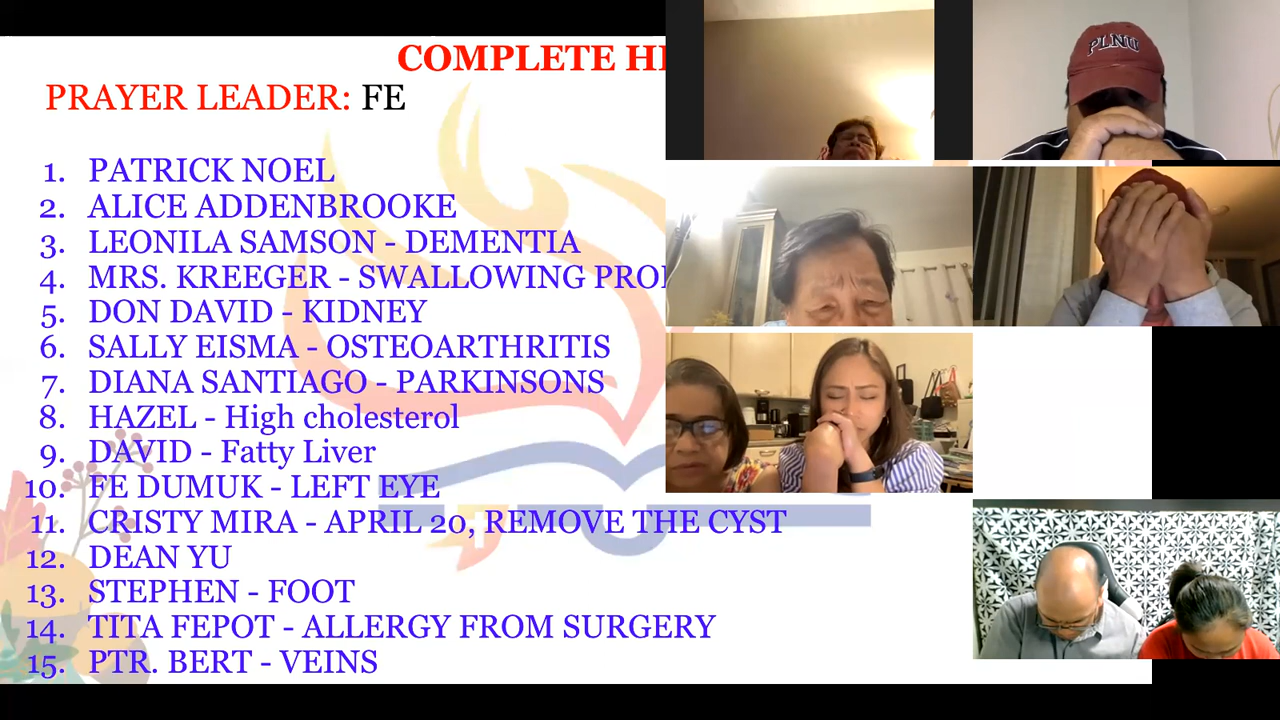 COMPLETE
PRAYER LEADER: FE
1. PATRICK NOEL
2. ALICE ADDENBROOKE
3. LEONILA SAMSON - DEMENTIA
4. MRS. KREEGER - SWALLOWING
5. DON DAVID - KIDNEY
6. SALLY EISMA - OSTEOARTHRITIS
7. DIANA SANTIAGO - PARKINSONS
8. HAZEL - High cholesterol
9. DAVID - Fatty Liver
10. FE DUMUK - LEFT EYE
11. CRISTY MIRA - APRIL 20, REMOVE THE CYST
12. DEAN YU
13. STEPHEN - FOOT
14. TITA FEPOT - ALLERGY FROM SURGERY
15. PTR. BERT - VEINS
PLNU